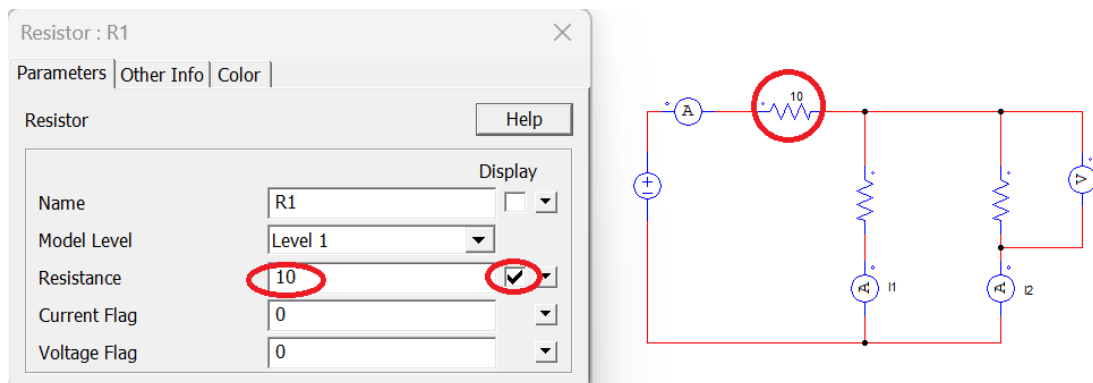 Resistor : R1
Parameters Other Info Color
Resistor Help
Display
Name R1
Model Level Level 1
Resistance 10
Current Flag 0
Voltage Flag 0
10
A
V
A I1 A I2